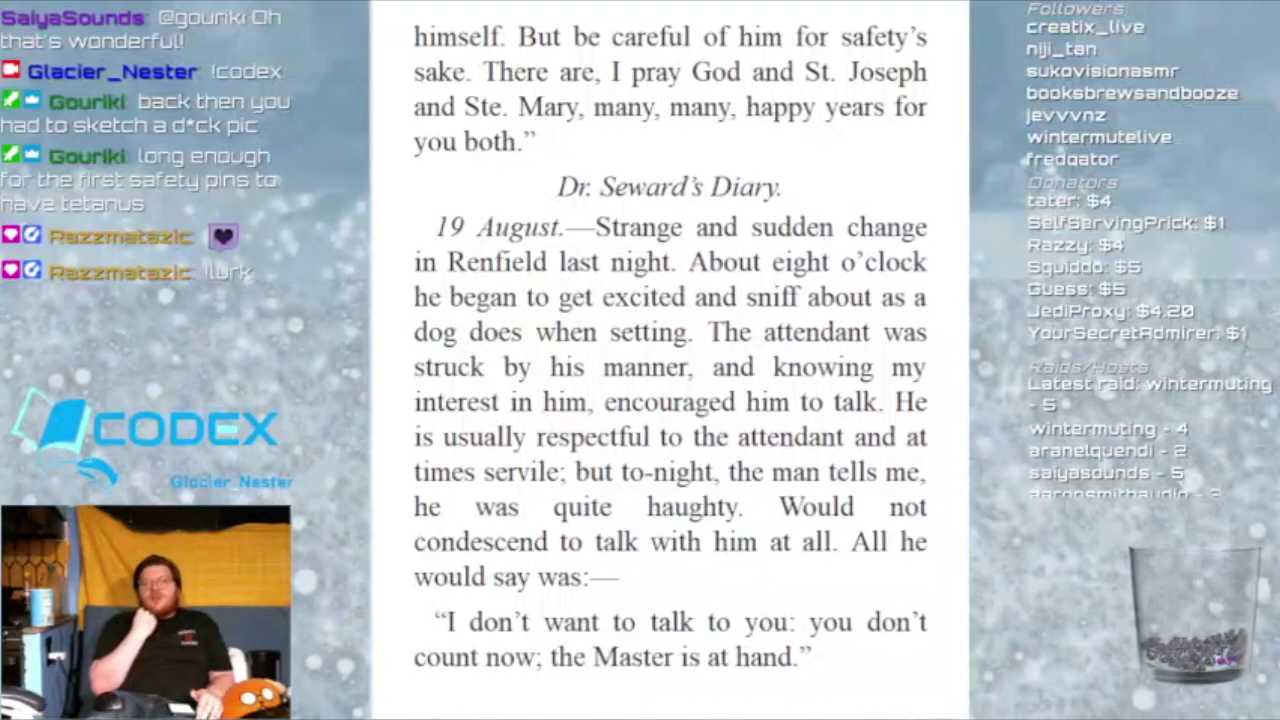 SaiyaSounds: @gouriki Oh
that's wonderful!
Glacier_Nester: !codex
Gouriki: back then you
had to sketch a d*ck pic
Gouriki: long enough
for the first safety pins to
have tetanus
Razzmatazic:
Razzmatazic: !lurk
CODEX
Glacier_Nester
himself. But be careful of him for safety’s
sake. There are, I pray God and St. Joseph
and Ste. Mary, many, many, happy years for
you both.”
Dr. Seward’s Diary.
19 August.—Strange and sudden change
in Renfield last night. About eight o’clock
he began to get excited and sniff about as a
dog does when setting. The attendant was
struck by his manner, and knowing my
interest in him, encouraged him to talk. He
is usually respectful to the attendant and at
times servile; but to-night, the man tells me,
he was quite haughty. Would not
condescend to talk with him at all. All he
would say was:—
“I don’t want to talk to you: you don’t
count now; the Master is at hand.”
Followers
creatix_live
niji_tan
sukovisionasmr
booksbrewsandbooze
jevvvnz
wintermutelive
fredgator
Donators
tater: $4
SelfServingPrick: $1
Razzy: $4
Squiddo: $5
Guess: $5
JediProxy: $4.20
YourSecretAdmirer: $1
Raids/Hosts
Latest raid: wintermuting
- 5
wintermuting - 4
aranelquendi - 2
saiyasounds - 5
aaronsmithaudio - 3